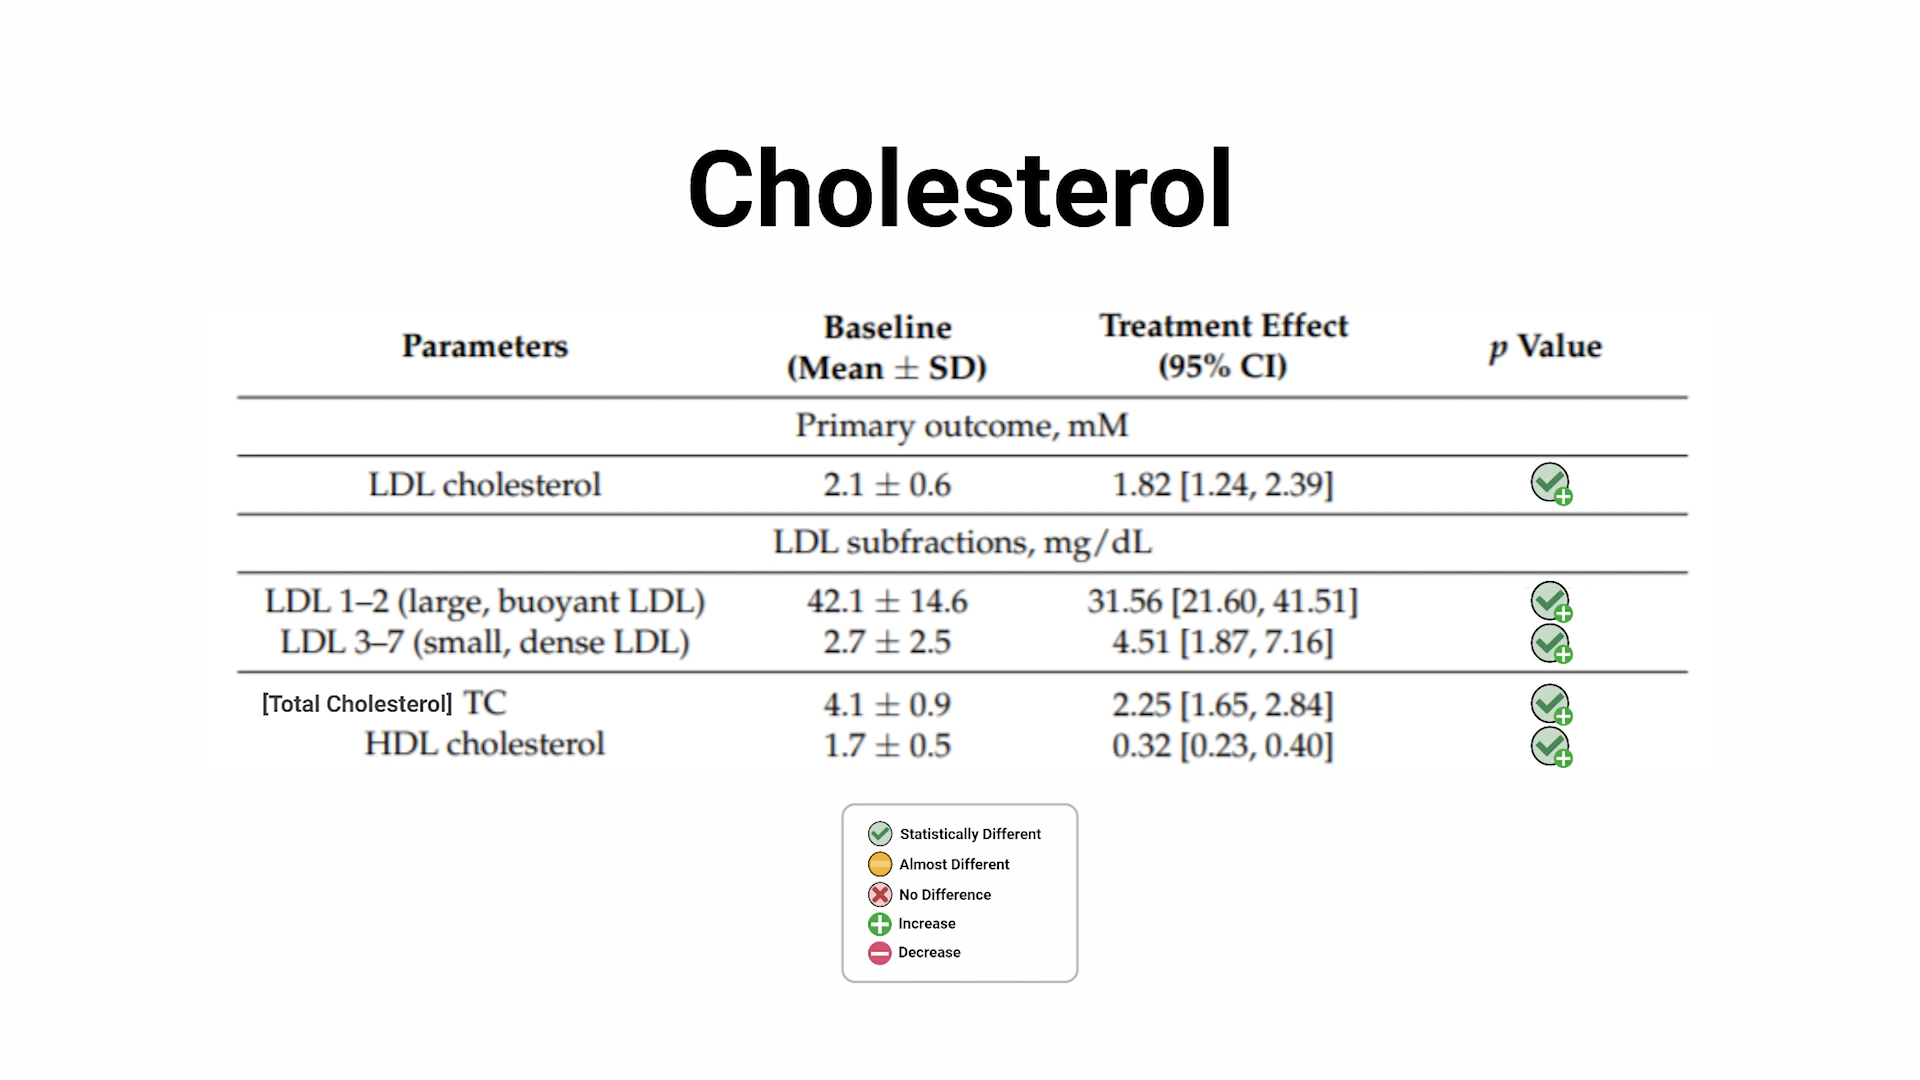 Cholesterol
Parameters Baseline (Mean ± SD) Treatment Effect (95% CI) p Value
Primary outcome, mM
LDL cholesterol 2.1 ± 0.6 1.82 [1.24, 2.39]
LDL subfractions, mg/dL
LDL 1–2 (large, buoyant LDL) 42.1 ± 14.6 31.56 [21.60, 41.51]
LDL 3–7 (small, dense LDL) 2.7 ± 2.5 4.51 [1.87, 7.16]
[Total Cholesterol] TC 4.1 ± 0.9 2.25 [1.65, 2.84]
HDL cholesterol 1.7 ± 0.5 0.32 [0.23, 0.40]
Statistically Different
Almost Different
No Difference
Increase
Decrease